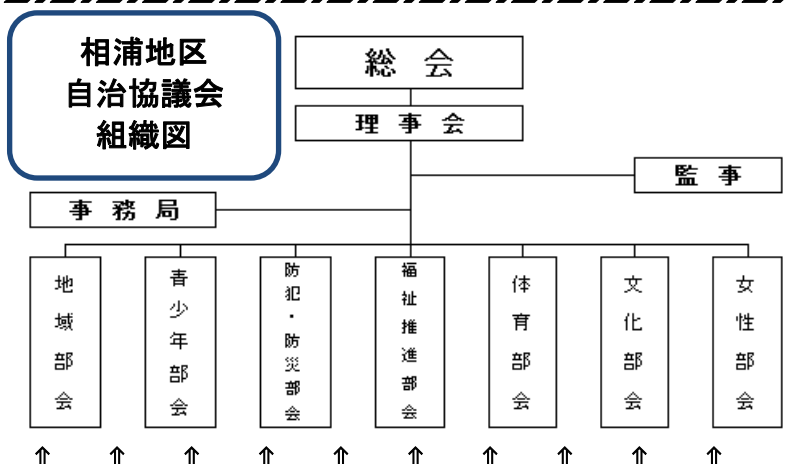 相浦地区
自治協議会
組織図
総会
理事会
監事
事務局
地域部会
青少年部会
防犯・防災部会
福祉推進部会
体育部会
文化部会
女性部会
⇑ ⇑ ⇑ ⇑ ⇑ ⇑ ⇑ ⇑ ⇑ ⇑